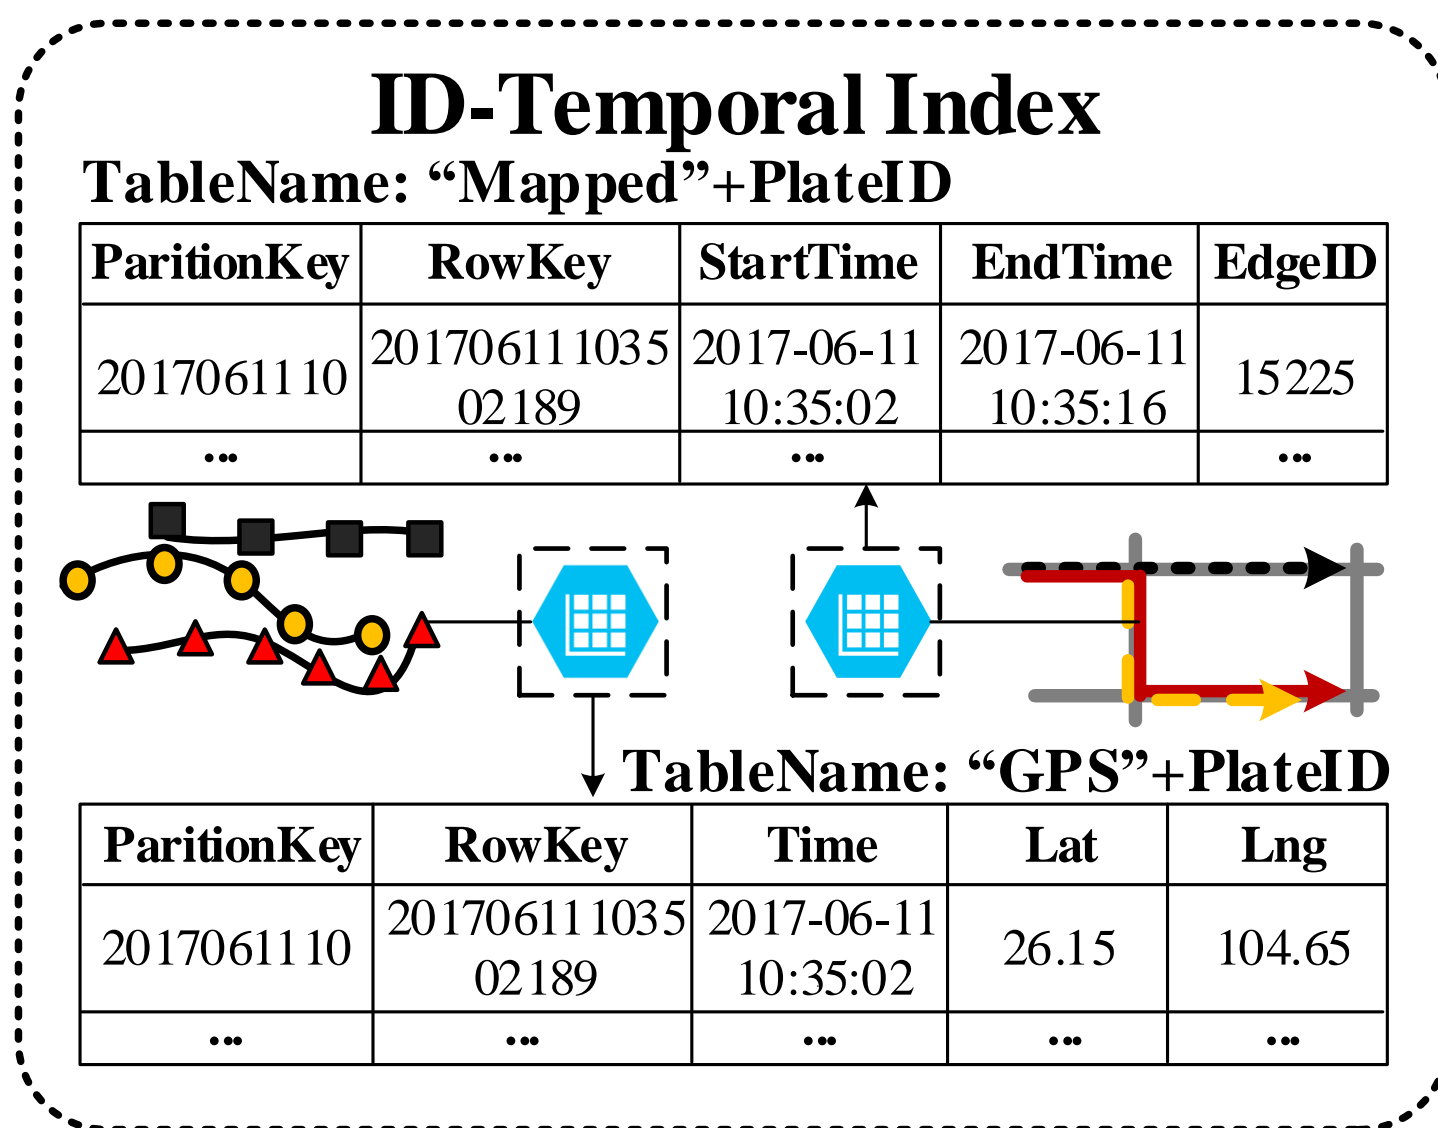 ID-Temporal Index
TableName: “Mapped”+PlateID
ParitionKey RowKey StartTime EndTime EdgeID
2017061110 201706111035 2017-06-11 2017-06-11 15225
02189 10:35:02 10:35:16
... ... ... ...
TableName: “GPS”+PlateID
ParitionKey RowKey Time Lat Lng
2017061110 201706111035 2017-06-11 26.15 104.65
02189 10:35:02
... ... ... ... ...